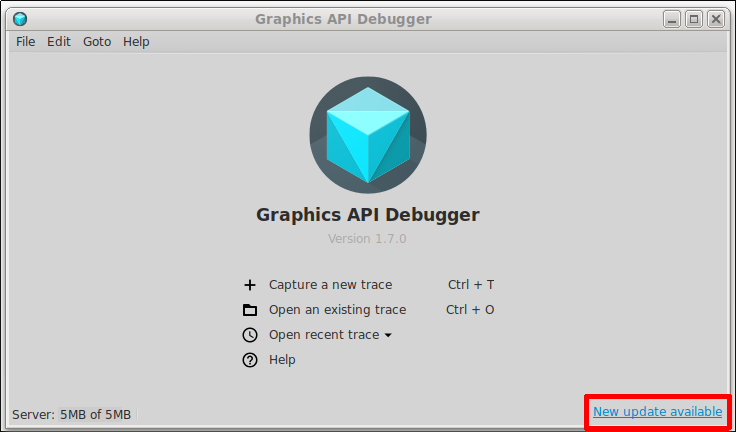 Graphics API Debugger
File Edit Goto Help
Graphics API Debugger
Version 1.7.0
Capture a new trace Ctrl + T
Open an existing trace Ctrl + O
Open recent trace
Help
Server: 5MB of 5MB
New update available